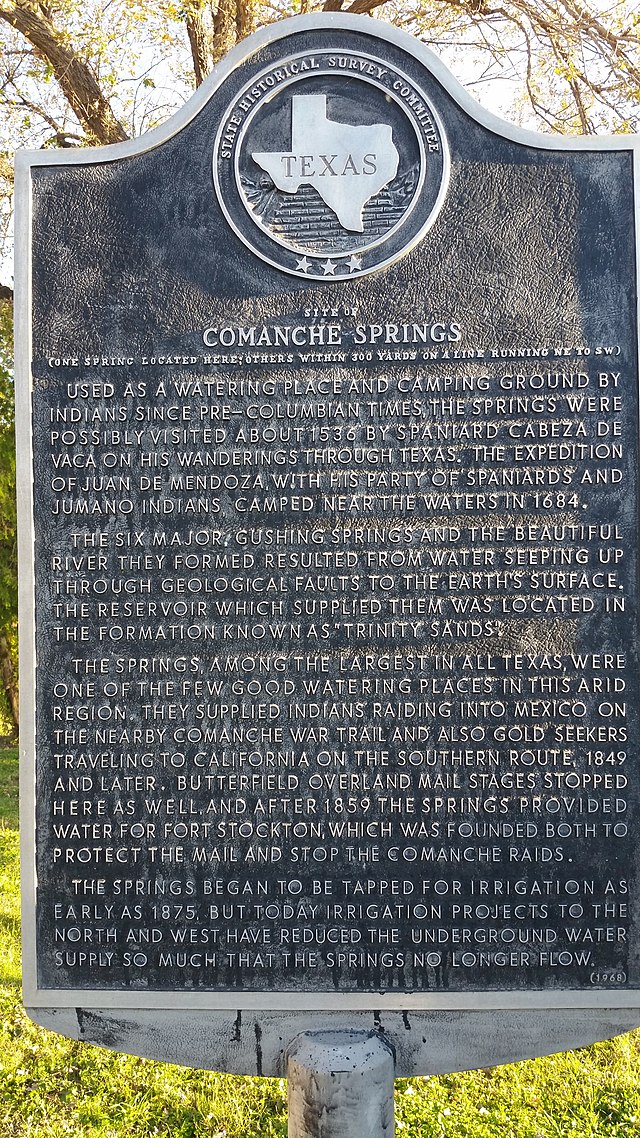 STATE HISTORICAL SURVEY COMMITTEE
TEXAS
SITE OF
COMANCHE SPRINGS
(ONE SPRING LOCATED HERE; OTHERS WITHIN 300 YARDS ON A LINE RUNNING NE TO SW)
USED AS A WATERING PLACE AND CAMPING GROUND BY
INDIANS SINCE PRE-COLUMBIAN TIMES, THE SPRINGS WERE
POSSIBLY VISITED ABOUT 1536 BY SPANIARD CABEZA DE
VACA ON HIS WANDERINGS THROUGH TEXAS. THE EXPEDITION
OF JUAN DE MENDOZA, WITH HIS PARTY OF SPANIARDS AND
JUMANO INDIANS, CAMPED NEAR THE WATERS IN 1684.
THE SIX MAJOR, GUSHING SPRINGS AND THE BEAUTIFUL
RIVER THEY FORMED RESULTED FROM WATER SEEPING UP
THROUGH GEOLOGICAL FAULTS TO THE EARTH'S SURFACE.
THE RESERVOIR WHICH SUPPLIED THEM WAS LOCATED IN
THE FORMATION KNOWN AS "TRINITY SANDS".
THE SPRINGS, AMONG THE LARGEST IN ALL TEXAS, WERE
ONE OF THE FEW GOOD WATERING PLACES IN THIS ARID
REGION. THEY SUPPLIED INDIANS RAIDING INTO MEXICO ON
THE NEARBY COMANCHE WAR TRAIL AND ALSO GOLD SEEKERS
TRAVELING TO CALIFORNIA ON THE SOUTHERN ROUTE, 1849
AND LATER. BUTTERFIELD OVERLAND MAIL STAGES STOPPED
HERE AS WELL, AND AFTER 1859 THE SPRINGS PROVIDED
WATER FOR FORT STOCKTON, WHICH WAS FOUNDED BOTH TO
PROTECT THE MAIL AND STOP THE COMANCHE RAIDS.
THE SPRINGS BEGAN TO BE TAPPED FOR IRRIGATION AS
EARLY AS 1875, BUT TODAY IRRIGATION PROJECTS TO THE
NORTH AND WEST HAVE REDUCED THE UNDERGROUND WATER
SUPPLY SO MUCH THAT THE SPRINGS NO LONGER FLOW.
(1968)